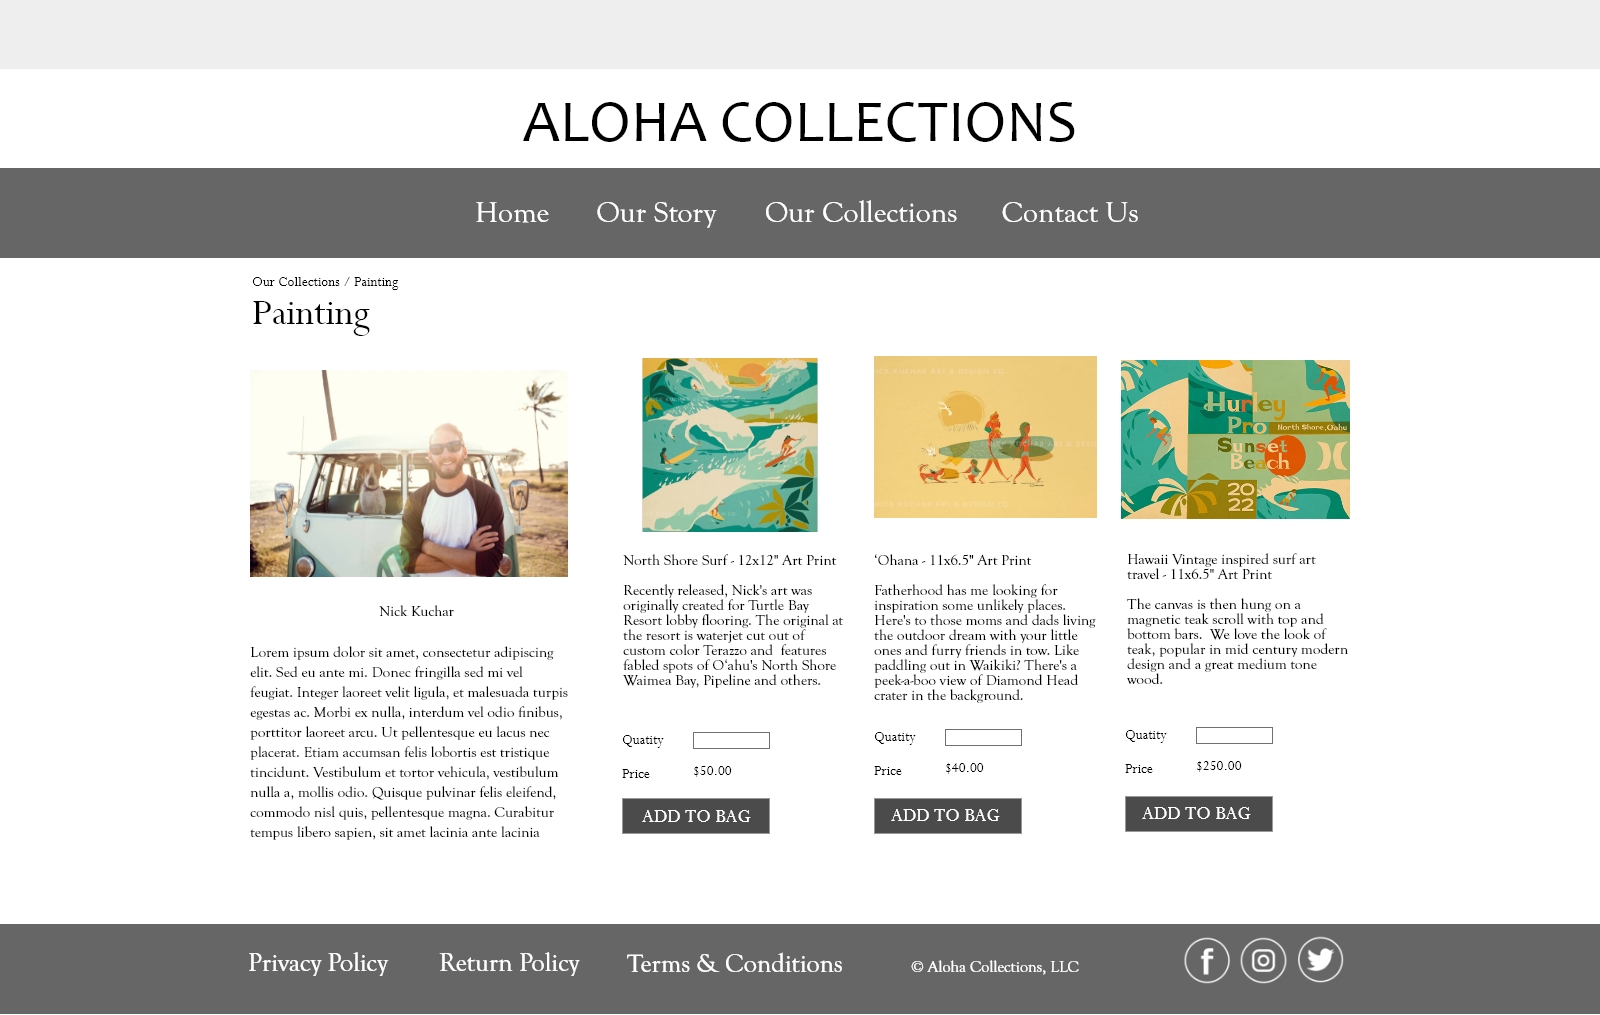 ALOHA COLLECTIONS
Home Our Story Our Collections Contact Us
Our Collections / Painting
Painting
Nick Kuchar
Lorem ipsum dolor sit amet, consectetur adipiscing
elit. Sed eu ante mi. Donec fringilla sed mi vel
feugiat. Integer laoreet velit ligula, et malesuada turpis
egestas ac. Morbi ex nulla, interdum vel odio finibus,
porttitor laoreet arcu. Ut pellentesque eu lacus nec
placerat. Etiam accumsan felis lobortis est tristique
tincidunt. Vestibulum et tortor vehicula, vestibulum
nulla a, mollis odio. Quisque pulvinar felis eleifend,
commodo nisl quis, pellentesque magna. Curabitur
tempus libero sapien, sit amet lacinia ante lacinia
North Shore Surf - 12x12" Art Print
Recently released, Nick's art was
originally created for Turtle Bay
Resort lobby flooring. The original at
the resort is waterjet cut out of
custom color Terazzo and  features
fabled spots of O‘ahu's North Shore
Waimea Bay, Pipeline and others.
Quatity
Price $50.00
ADD TO BAG
‘Ohana - 11x6.5" Art Print
Fatherhood has me looking for
inspiration some unlikely places.
Here's to those moms and dads living
the outdoor dream with your little
ones and furry friends in tow. Like
paddling out in Waikiki? There's a
peek-a-boo view of Diamond Head
crater in the background.
Quatity
Price $40.00
ADD TO BAG
Hurley
Pro North Shore, Oahu
Sunset
Beach
20
22
Hawaii Vintage inspired surf art
travel - 11x6.5" Art Print
The canvas is then hung on a
magnetic teak scroll with top and
bottom bars.  We love the look of
teak, popular in mid century modern
design and a great medium tone
wood.
Quatity
Price $250.00
ADD TO BAG
Privacy Policy Return Policy Terms & Conditions © Aloha Collections, LLC